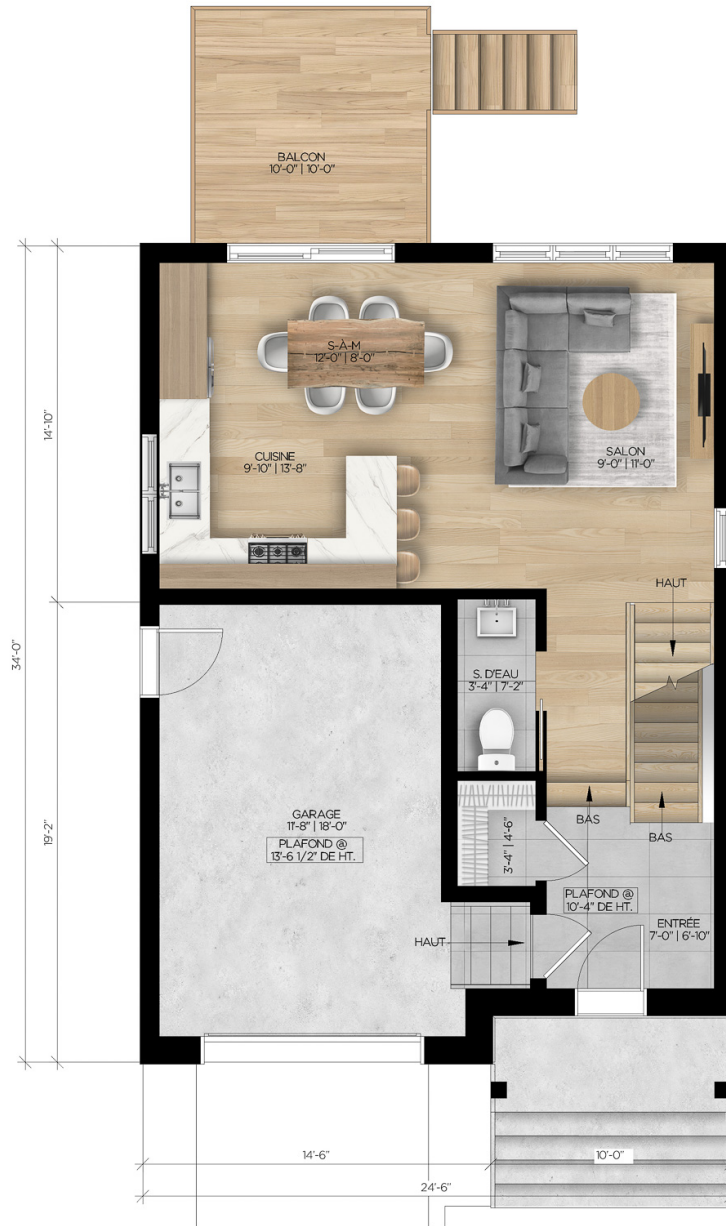 BALCON
10'-0" | 10'-0"
S-À-M
12'-0" | 8'-0"
CUISINE
9'-10" | 13'-8"
SALON
9'-0" | 11'-0"
14'-10"
HAUT
34'-0"
S. D'EAU
3'-4" | 7'-2"
19'-2"
GARAGE
11'-8" | 18'-0"
PLAFOND @
13'-6 1/2" DE HT.
BAS
BAS
3'-4" | 4'-6"
PLAFOND @
10'-4" DE HT.
ENTRÉE
7'-0" | 6'-10"
HAUT
14'-6"
10'-0"
24'-6"